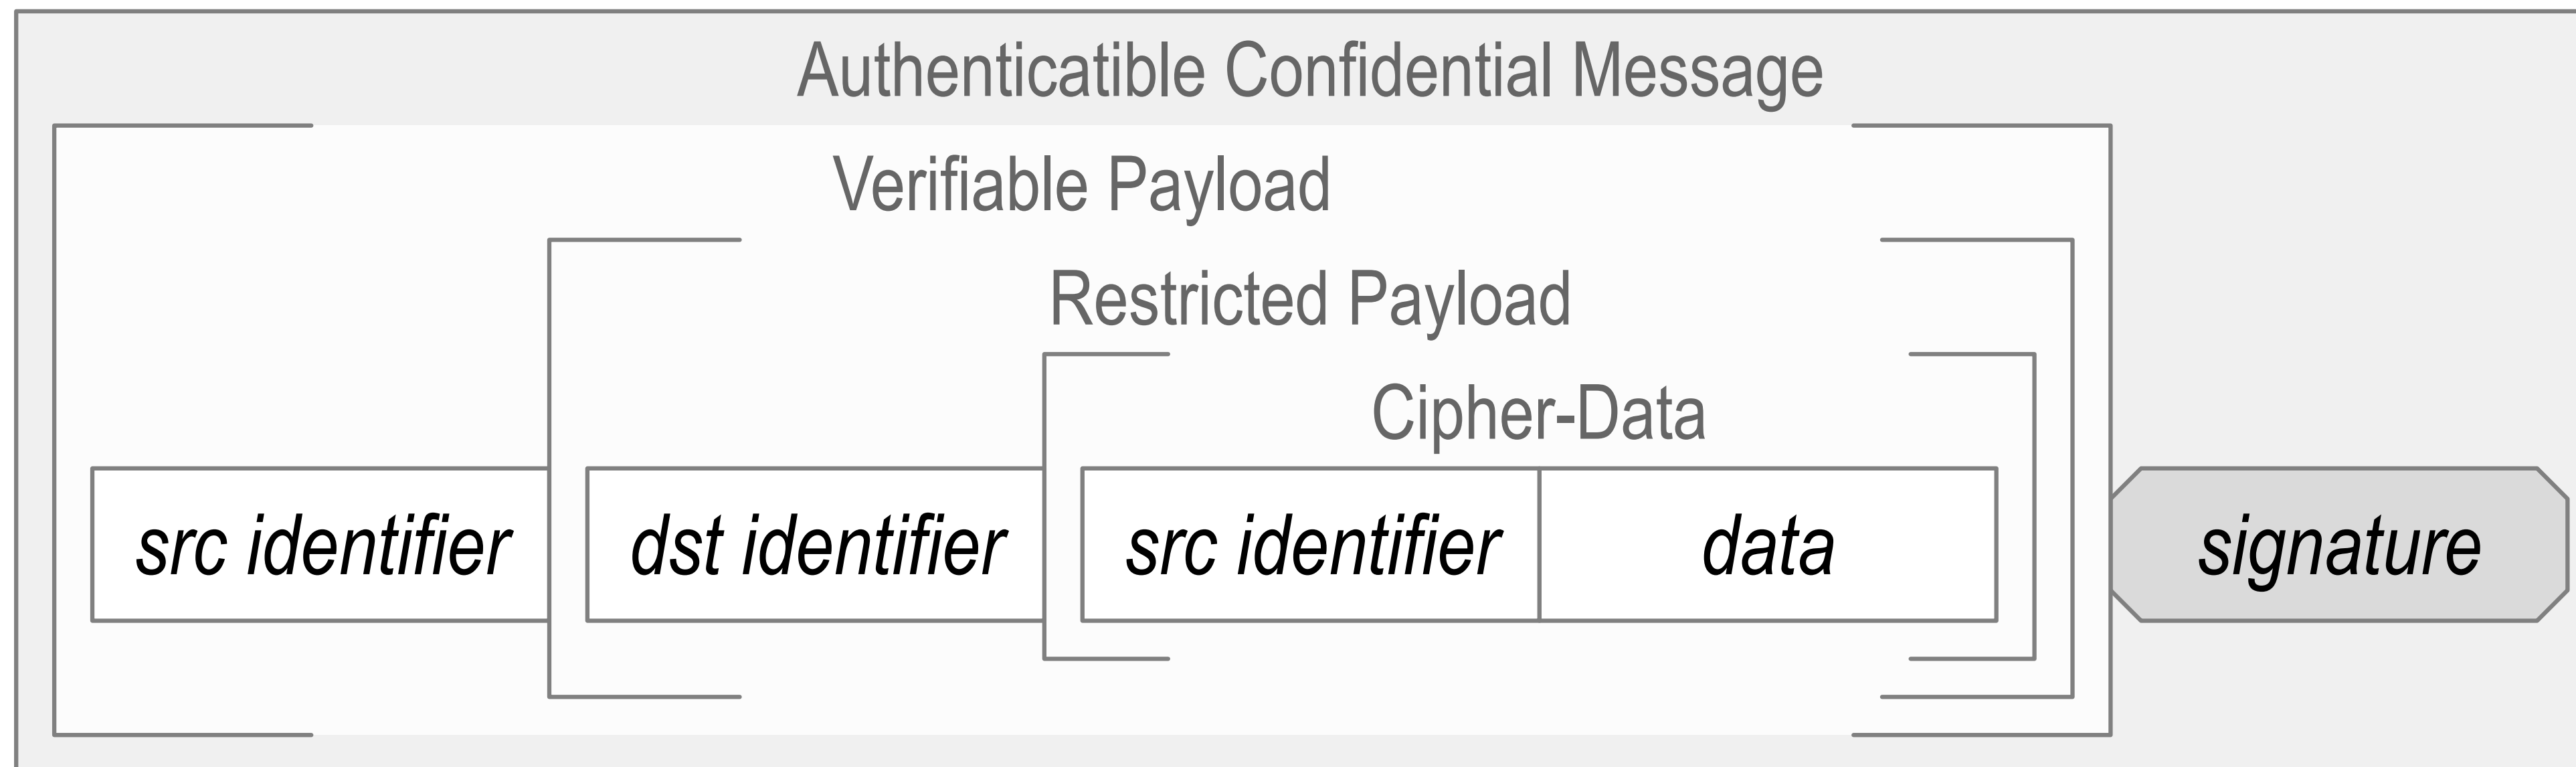 Authenticatible Confidential Message
Verifiable Payload
Restricted Payload
Cipher-Data
src identifier dst identifier src identifier data signature